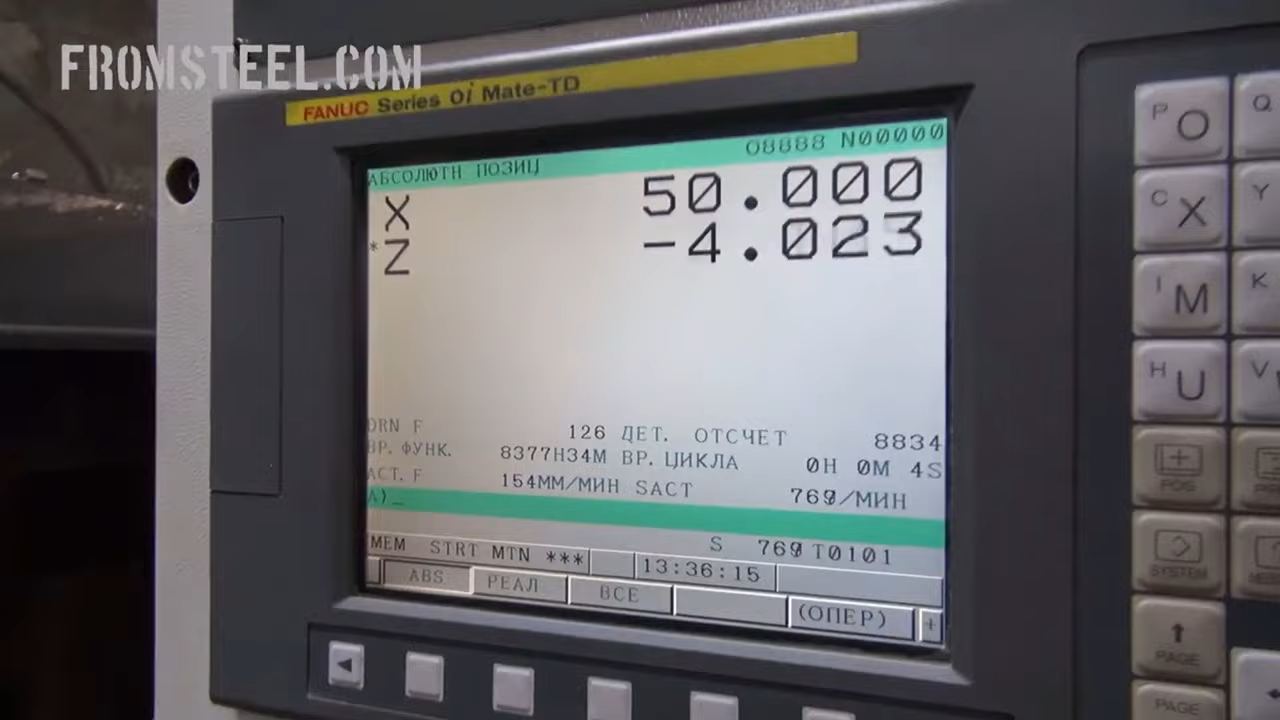 FROMSTEEL.COM
FANUC Series 0i Mate-TD
АБСОЛЮТН ПОЗИЦ O8888 N00000
X 50.000
*Z -4.023
DRN F 126 ДЕТ. ОТСЧЕТ 8834
ВР. ФУНК. 8377H34M ВР. ЦИКЛА 0H 0M 4S
ACT. F 154ММ/МИН SACT 769/МИН
A)_
S 769 T0101
MEM STRT MTN ***
13:36:15
ABS РЕАЛ ВСЕ (ОПЕР) +
P O
Q
C X
Y
I M
K
H U
V
POS
SYSTEM
PAGE
PAGE